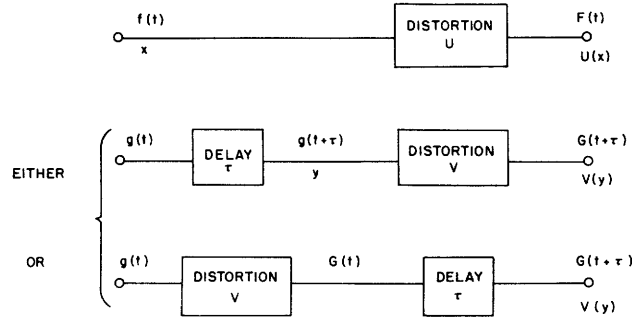 f(t) F(t)
DISTORTION
x U U(x)
g(t) g(t+τ) G(t+τ)
DELAY DISTORTION
EITHER τ y V V(y)
OR g(t) G(t) G(t+τ)
DISTORTION DELAY
V τ V(y)